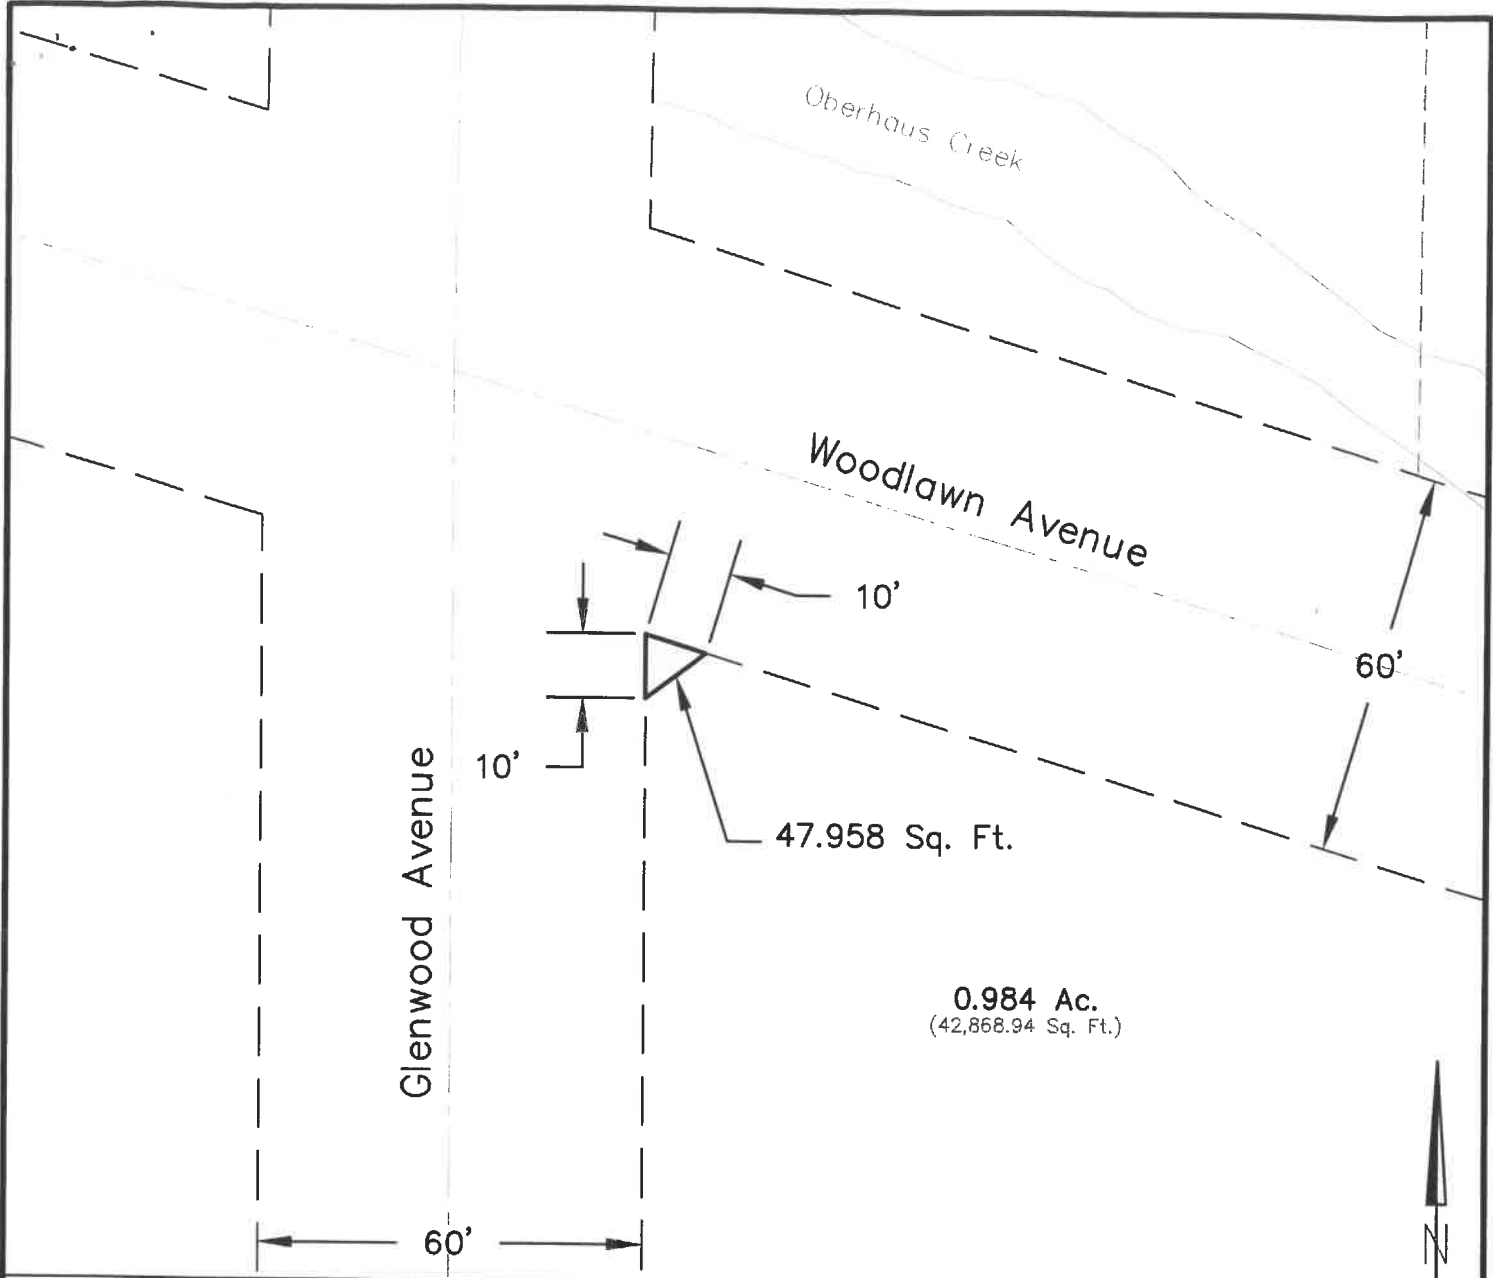 Oberhaus Creek
Woodlawn Avenue
10'
60'
10'
47.958 Sq. Ft.
Glenwood Avenue
0.984 Ac.
(42,868.94 Sq. Ft.)
60'
N